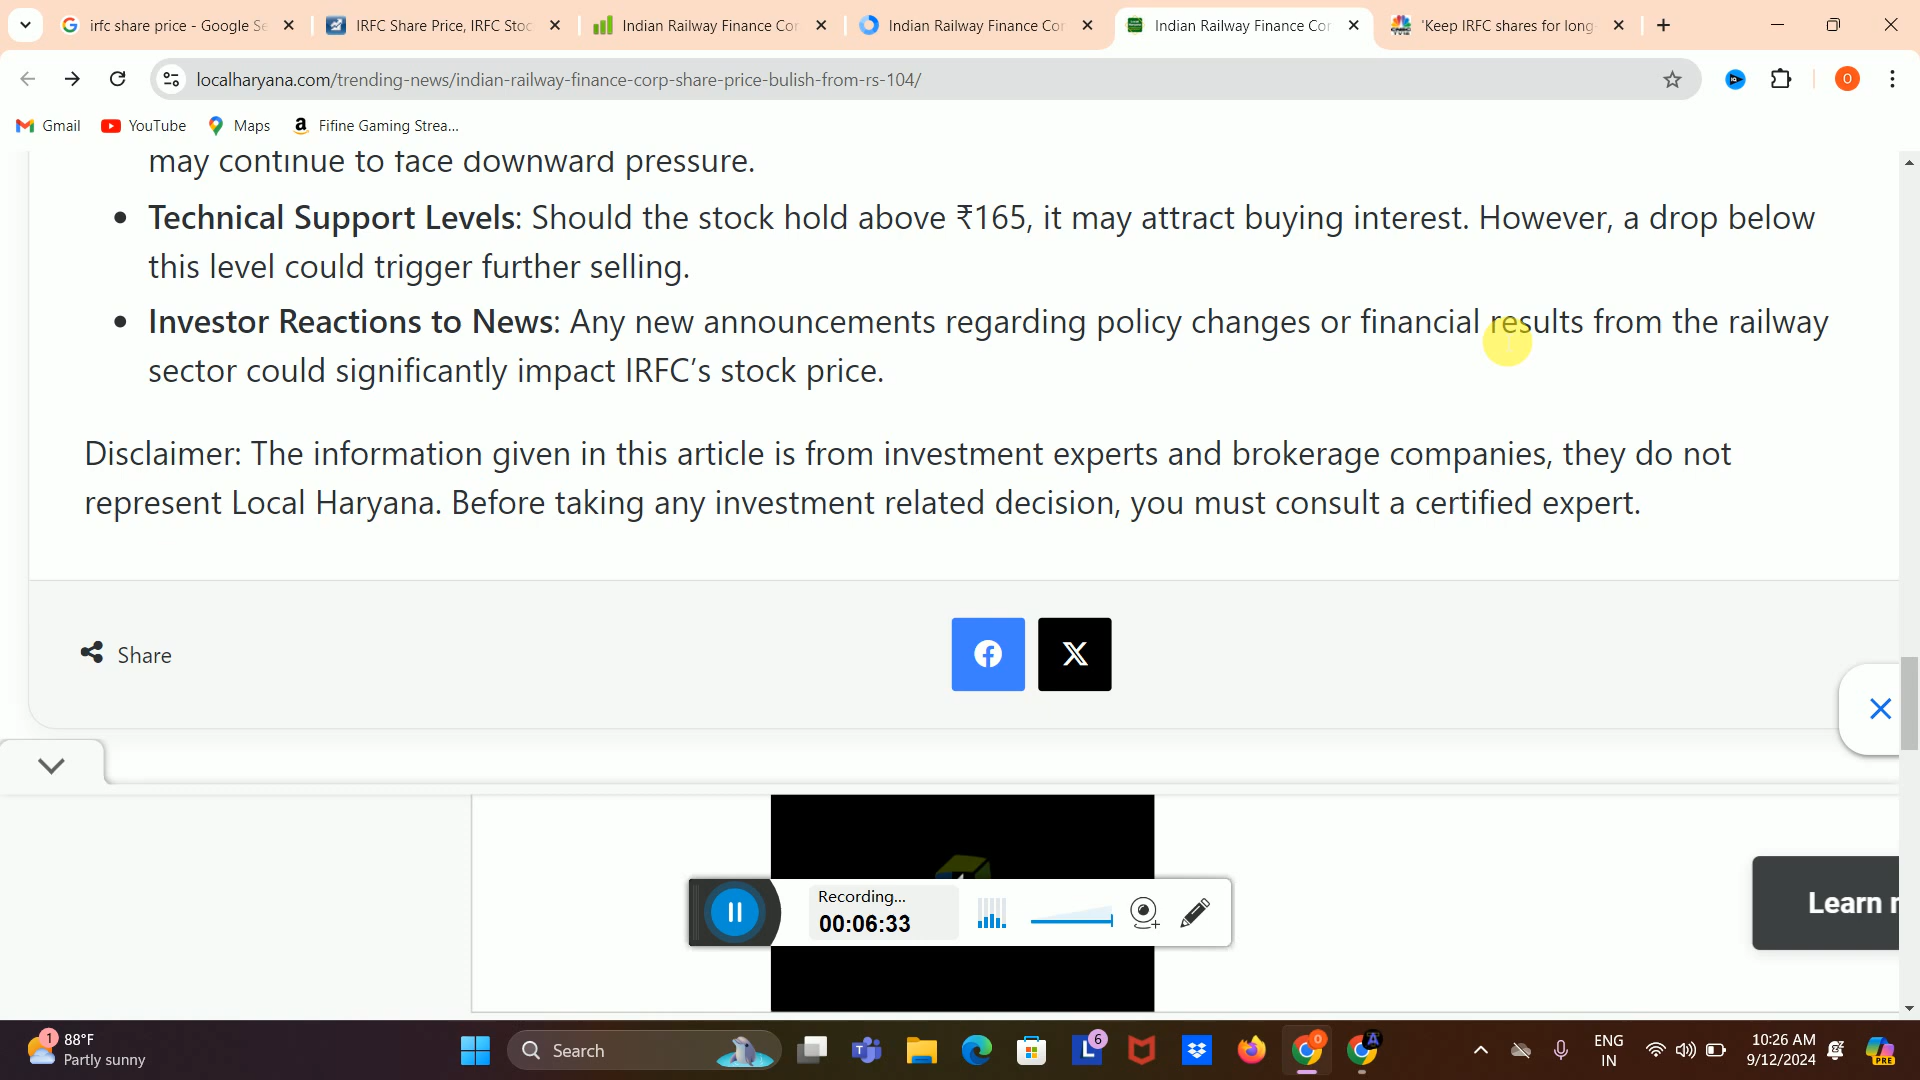 irfc share price - Google Se
IRFC Share Price, IRFC Stoc
Indian Railway Finance Cor
Indian Railway Finance Cor
Indian Railway Finance Cor
'Keep IRFC shares for long
localharyana.com/trending-news/indian-railway-finance-corp-share-price-bulish-from-rs-104/
O
Gmail
YouTube
Maps
Fifine Gaming Strea...
may continue to face downward pressure.
Technical Support Levels: Should the stock hold above ₹165, it may attract buying interest. However, a drop below
this level could trigger further selling.
Investor Reactions to News: Any new announcements regarding policy changes or financial results from the railway
sector could significantly impact IRFC’s stock price.
Disclaimer: The information given in this article is from investment experts and brokerage companies, they do not
represent Local Haryana. Before taking any investment related decision, you must consult a certified expert.
Share
Learn
Recording...
00:06:33
1
88°F
Partly sunny
Search
6
ENG
IN
10:26 AM
9/12/2024
PRE